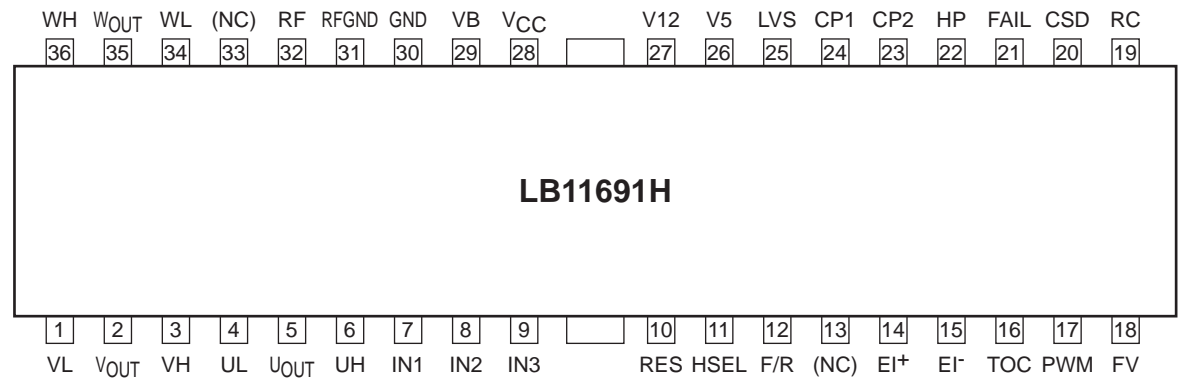 WH WOUT WL (NC) RF RFGND GND VB VCC V12 V5 LVS CP1 CP2 HP FAIL CSD RC
36 35 34 33 32 31 30 29 28 27 26 25 24 23 22 21 20 19
LB11691H
1 2 3 4 5 6 7 8 9 10 11 12 13 14 15 16 17 18
VL VOUT VH UL UOUT UH IN1 IN2 IN3 RES HSEL F/R (NC) EI+ EI- TOC PWM FV